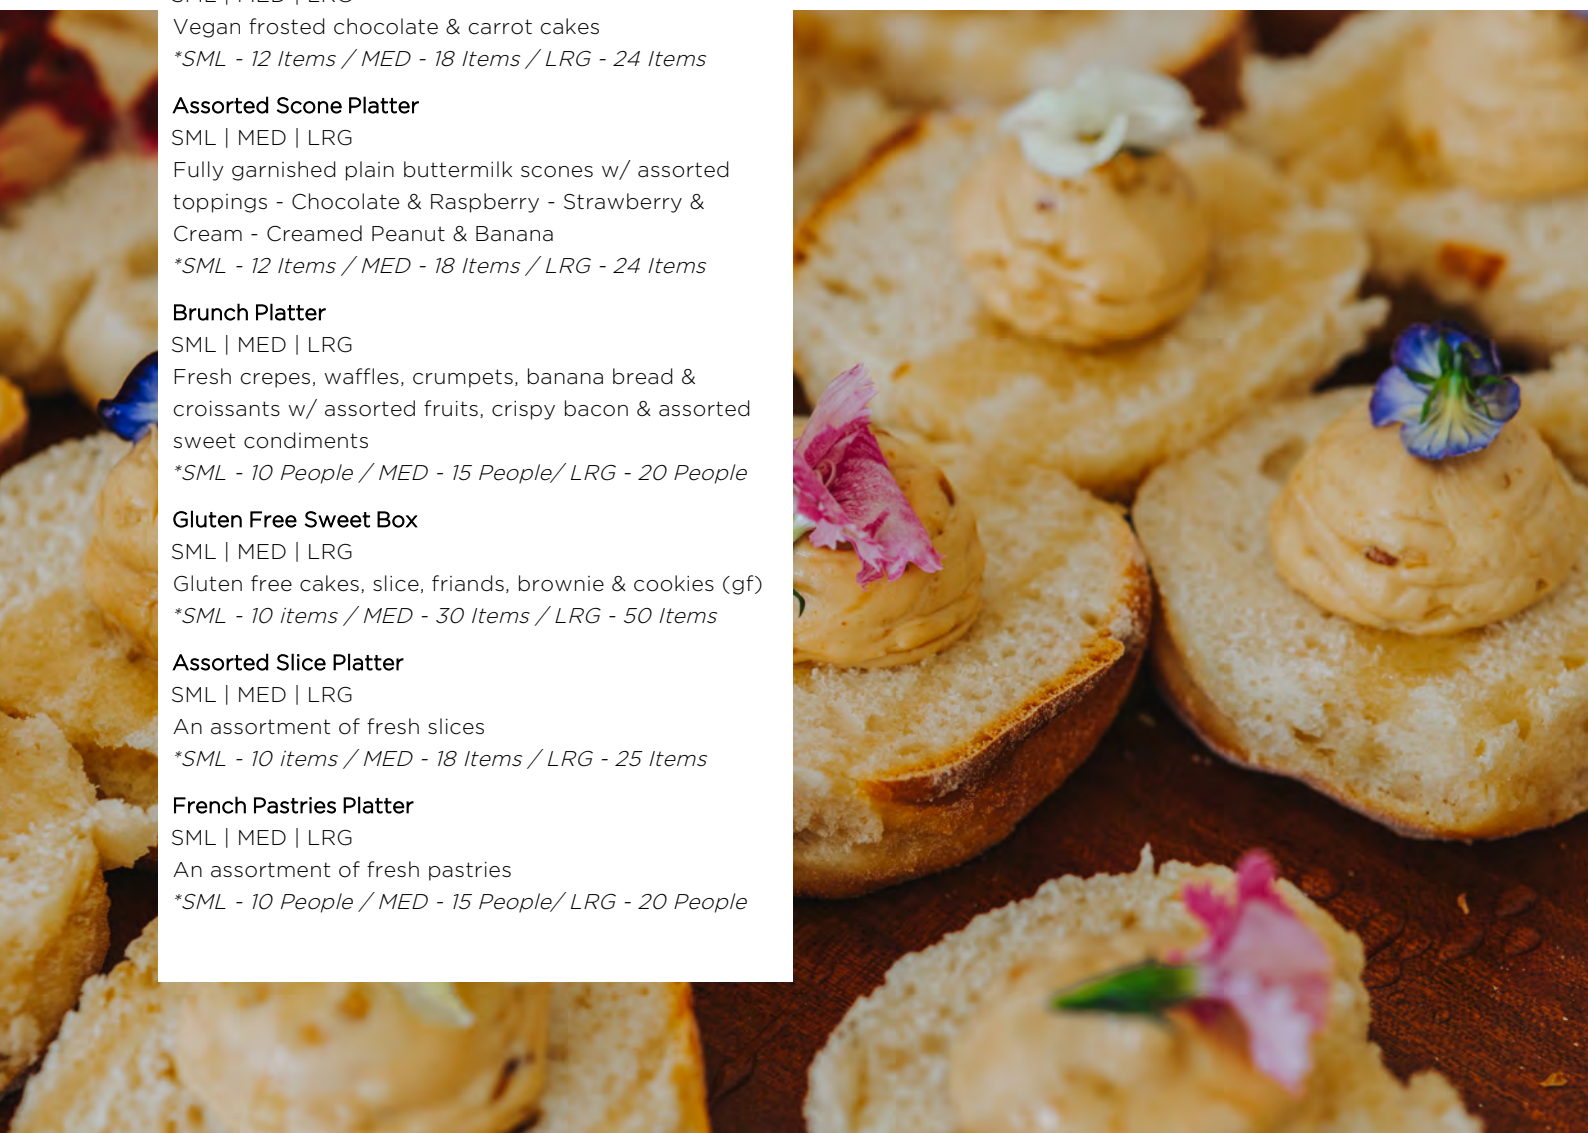 SML | MED | LRG
Vegan frosted chocolate & carrot cakes
*SML - 12 Items / MED - 18 Items / LRG - 24 Items
Assorted Scone Platter
SML | MED | LRG
Fully garnished plain buttermilk scones w/ assorted
toppings - Chocolate & Raspberry - Strawberry &
Cream - Creamed Peanut & Banana
*SML - 12 Items / MED - 18 Items / LRG - 24 Items
Brunch Platter
SML | MED | LRG
Fresh crepes, waffles, crumpets, banana bread &
croissants w/ assorted fruits, crispy bacon & assorted
sweet condiments
*SML - 10 People / MED - 15 People/ LRG - 20 People
Gluten Free Sweet Box
SML | MED | LRG
Gluten free cakes, slice, friands, brownie & cookies (gf)
*SML - 10 items / MED - 30 Items / LRG - 50 Items
Assorted Slice Platter
SML | MED | LRG
An assortment of fresh slices
*SML - 10 items / MED - 18 Items / LRG - 25 Items
French Pastries Platter
SML | MED | LRG
An assortment of fresh pastries
*SML - 10 People / MED - 15 People/ LRG - 20 People